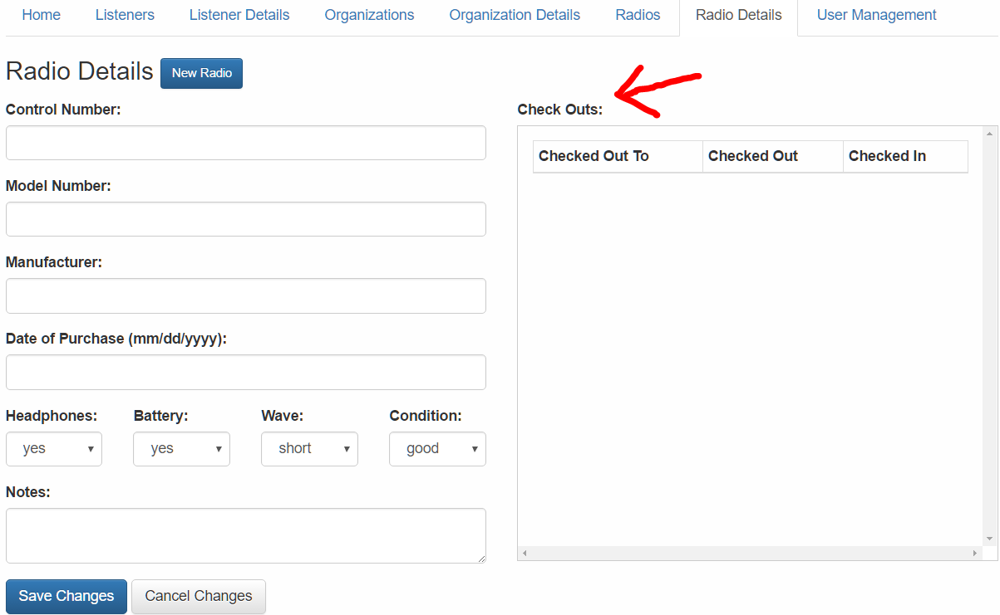 Home Listeners Listener Details Organizations Organization Details Radios Radio Details User Management
Radio Details New Radio
Control Number:
Model Number:
Manufacturer:
Date of Purchase (mm/dd/yyyy):
Headphones: Battery: Wave: Condition:
yes yes short good
Notes:
Save Changes Cancel Changes
Check Outs:
Checked Out To Checked Out Checked In